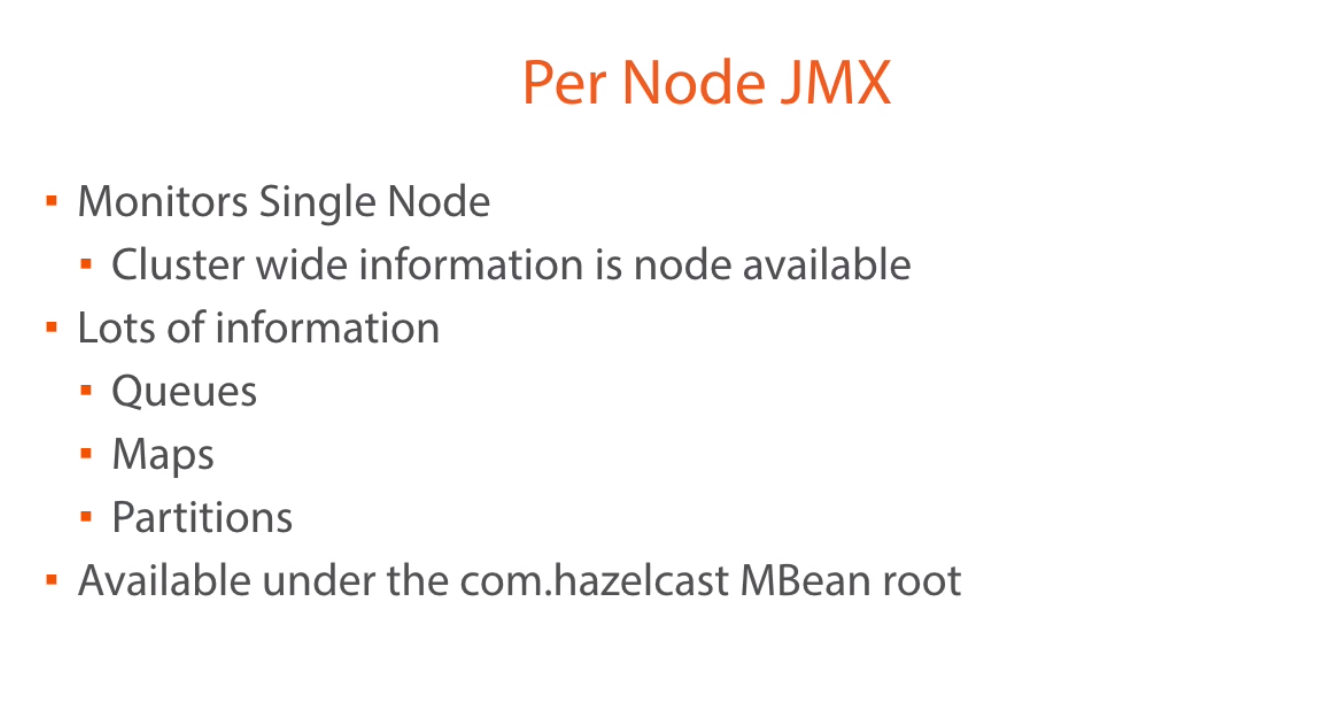 Per Node JMX
Monitors Single Node
Cluster wide information is node available
Lots of information
Queues
Maps
Partitions
Available under the com.hazelcast MBean root